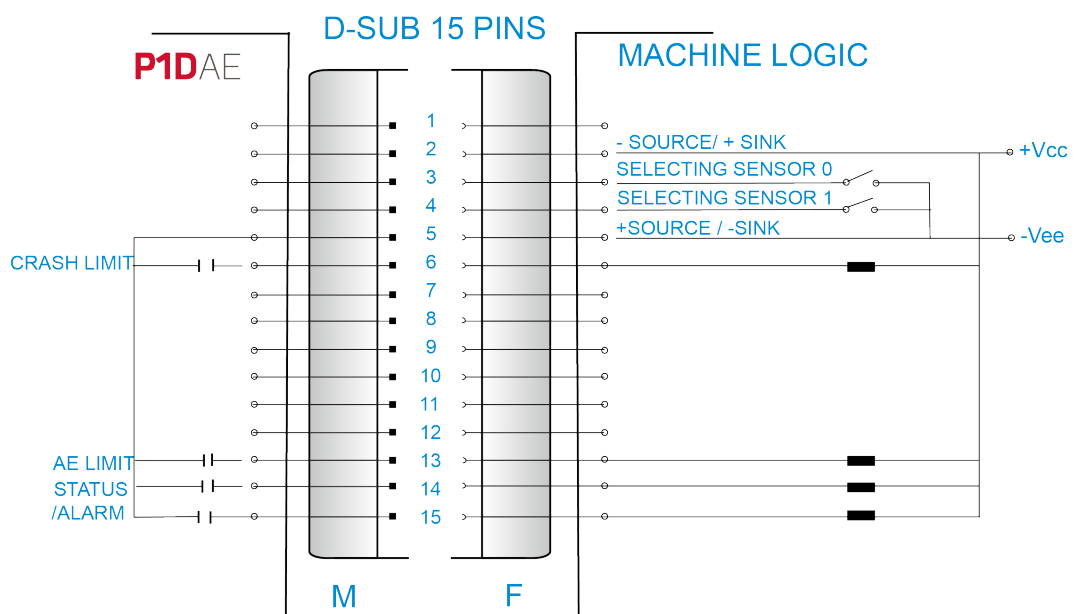 D-SUB 15 PINS
P1DAE
MACHINE LOGIC
1
2
- SOURCE/ + SINK
+Vcc
3
SELECTING SENSOR 0
4
SELECTING SENSOR 1
5
+SOURCE / -SINK
-Vee
CRASH LIMIT
6
7
8
9
10
11
12
AE LIMIT
13
STATUS
14
/ALARM
15
M
F